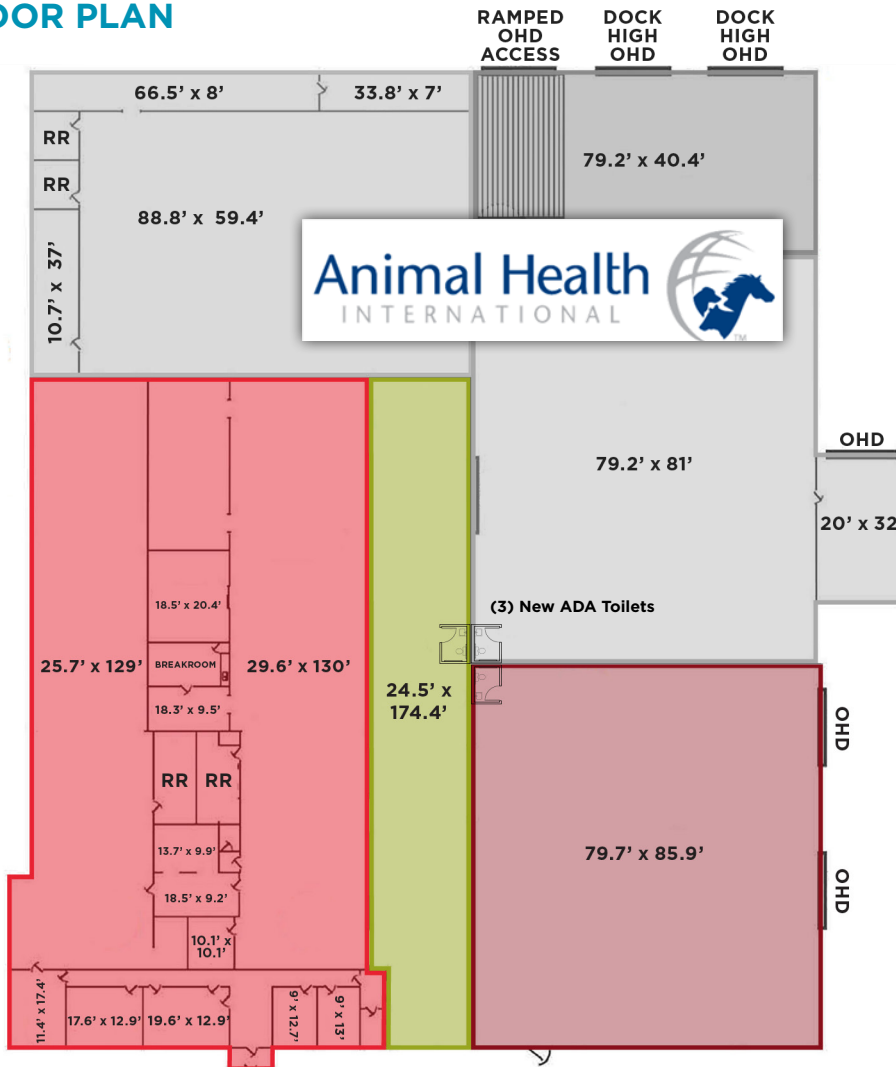 OOR PLAN
RAMPED
OHD
ACCESS
DOCK
HIGH
OHD
DOCK
HIGH
OHD
66.5' x 8'
33.8' x 7'
RR
RR
79.2' x 40.4'
88.8' x 59.4'
10.7' x 37'
Animal Health
INTERNATIONAL
TM
OHD
79.2' x 81'
20' x 32
18.5' x 20.4'
(3) New ADA Toilets
25.7' x 129'
BREAKROOM
29.6' x 130'
24.5' x
174.4'
18.3' x 9.5'
OHD
RR
RR
13.7' x 9.9'
79.7' x 85.9'
18.5' x 9.2'
OHD
10.1' x
10.1'
11.4' x 17.4'
17.6' x 12.9'
19.6' x 12.9'
9' x 12.7'
9' x 13'